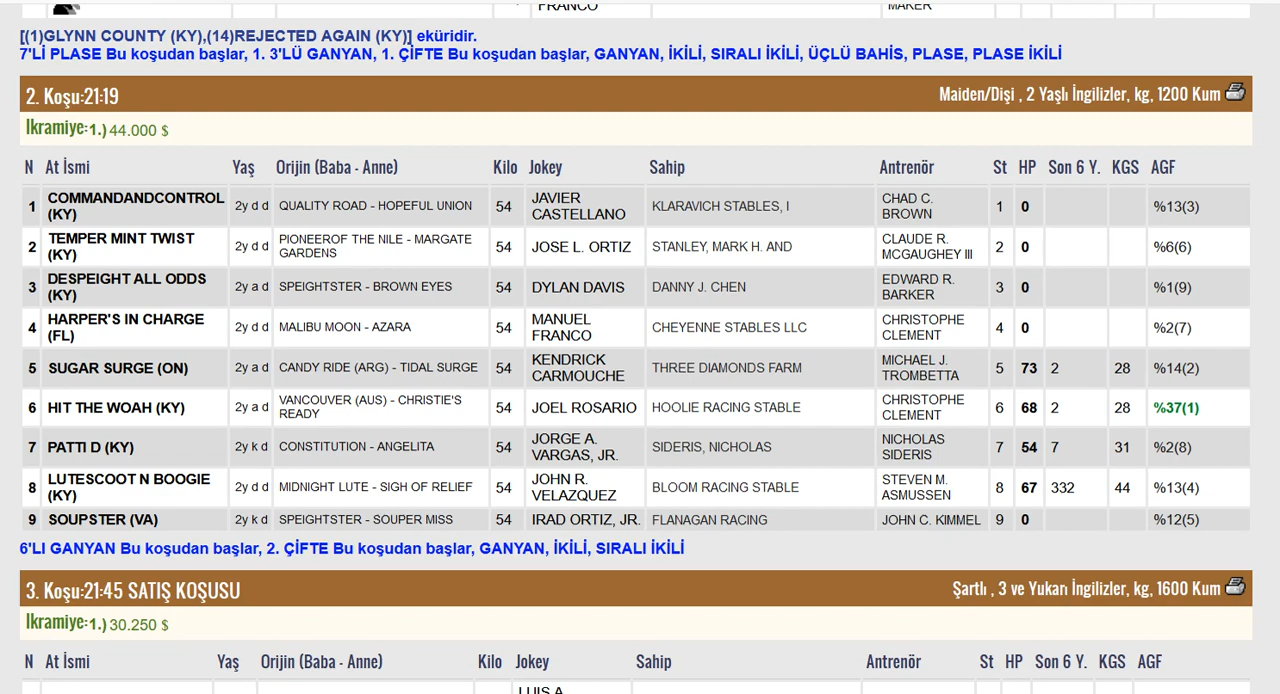 FRANCO MAKER
[(1)GLYNN COUNTY (KY),(14)REJECTED AGAIN (KY)] eküridir.
7'Lİ PLASE Bu koşudan başlar, 1. 3'LÜ GANYAN, 1. ÇİFTE Bu koşudan başlar, GANYAN, İKİLİ, SIRALI İKİLİ, ÜÇLÜ BAHİS, PLASE, PLASE İKİLİ
2. Koşu:21:19 Maiden/Dişi , 2 Yaşlı İngilizler, kg, 1200 Kum
Ikramiye:1.) 44.000 $
N At İsmi Yaş Orijin (Baba - Anne) Kilo Jokey Sahip Antrenör St HP Son 6 Y. KGS AGF
1 COMMANDANDCONTROL (KY) 2y d d QUALITY ROAD - HOPEFUL UNION 54 JAVIER CASTELLANO KLARAVICH STABLES, I CHAD C. BROWN 1 0 %13(3)
2 TEMPER MINT TWIST (KY) 2y d d PIONEEROF THE NILE - MARGATE GARDENS 54 JOSE L. ORTIZ STANLEY, MARK H. AND CLAUDE R. MCGAUGHEY III 2 0 %6(6)
3 DESPEIGHT ALL ODDS (KY) 2y a d SPEIGHTSTER - BROWN EYES 54 DYLAN DAVIS DANNY J. CHEN EDWARD R. BARKER 3 0 %1(9)
4 HARPER'S IN CHARGE (FL) 2y d d MALIBU MOON - AZARA 54 MANUEL FRANCO CHEYENNE STABLES LLC CHRISTOPHE CLEMENT 4 0 %2(7)
5 SUGAR SURGE (ON) 2y a d CANDY RIDE (ARG) - TIDAL SURGE 54 KENDRICK CARMOUCHE THREE DIAMONDS FARM MICHAEL J. TROMBETTA 5 73 2 28 %14(2)
6 HIT THE WOAH (KY) 2y a d VANCOUVER (AUS) - CHRISTIE'S READY 54 JOEL ROSARIO HOOLIE RACING STABLE CHRISTOPHE CLEMENT 6 68 2 28 %37(1)
7 PATTI D (KY) 2y k d CONSTITUTION - ANGELITA 54 JORGE A. VARGAS, JR. SIDERIS, NICHOLAS NICHOLAS SIDERIS 7 54 7 31 %2(8)
8 LUTESCOOT N BOOGIE (KY) 2y d d MIDNIGHT LUTE - SIGH OF RELIEF 54 JOHN R. VELAZQUEZ BLOOM RACING STABLE STEVEN M. ASMUSSEN 8 67 332 44 %13(4)
9 SOUPSTER (VA) 2y k d SPEIGHTSTER - SOUPER MISS 54 IRAD ORTIZ, JR. FLANAGAN RACING JOHN C. KIMMEL 9 0 %12(5)
6'LI GANYAN Bu koşudan başlar, 2. ÇİFTE Bu koşudan başlar, GANYAN, İKİLİ, SIRALI İKİLİ
3. Koşu:21:45 SATIŞ KOŞUSU Şartlı , 3 ve Yukarı İngilizler, kg, 1600 Kum
Ikramiye:1.) 30.250 $
N At İsmi Yaş Orijin (Baba - Anne) Kilo Jokey Sahip Antrenör St HP Son 6 Y. KGS AGF
LUIS A.